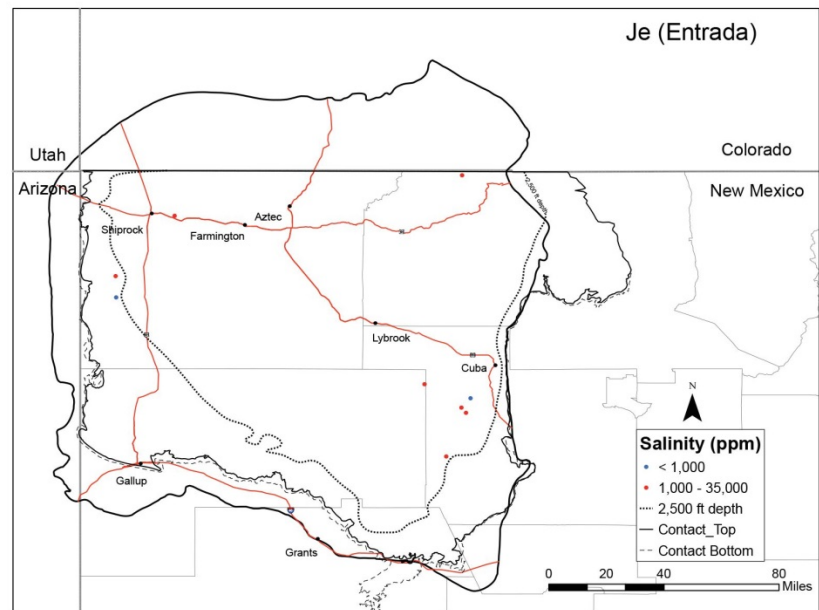 Je (Entrada)
Utah
Colorado
Arizona
New Mexico
2,500 ft depth
Aztec
Shiprock
Farmington
Lybrook
Cuba
N
Gallup
Grants
Salinity (ppm)
< 1,000
1,000 - 35,000
2,500 ft depth
Contact_Top
Contact Bottom
0 10 20 40 60 80
Miles